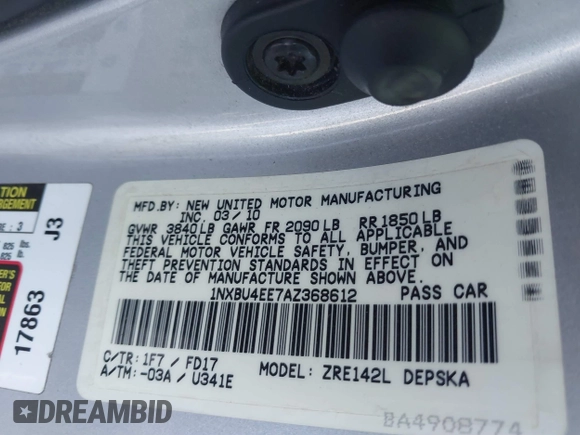 MFD.BY: NEW UNITED MOTOR MANUFACTURING
INC. 03/10
GVWR 3840LB GAWR FR 2090LB RR1850LB
THIS VEHICLE CONFORMS TO ALL APPLICABLE
FEDERAL MOTOR VEHICLE SAFETY, BUMPER, AND
THEFT PREVENTION STANDARDS IN EFFECT ON
THE DATE OF MANUFACTURE SHOWN ABOVE.
1NXBU4EE7AZ368612 PASS CAR
C/TR: 1F7 / FD17
A/TM: -03A / U341E
MODEL: ZRE142L DEPSKA
BA4908774
J3
17863
DREAMBID